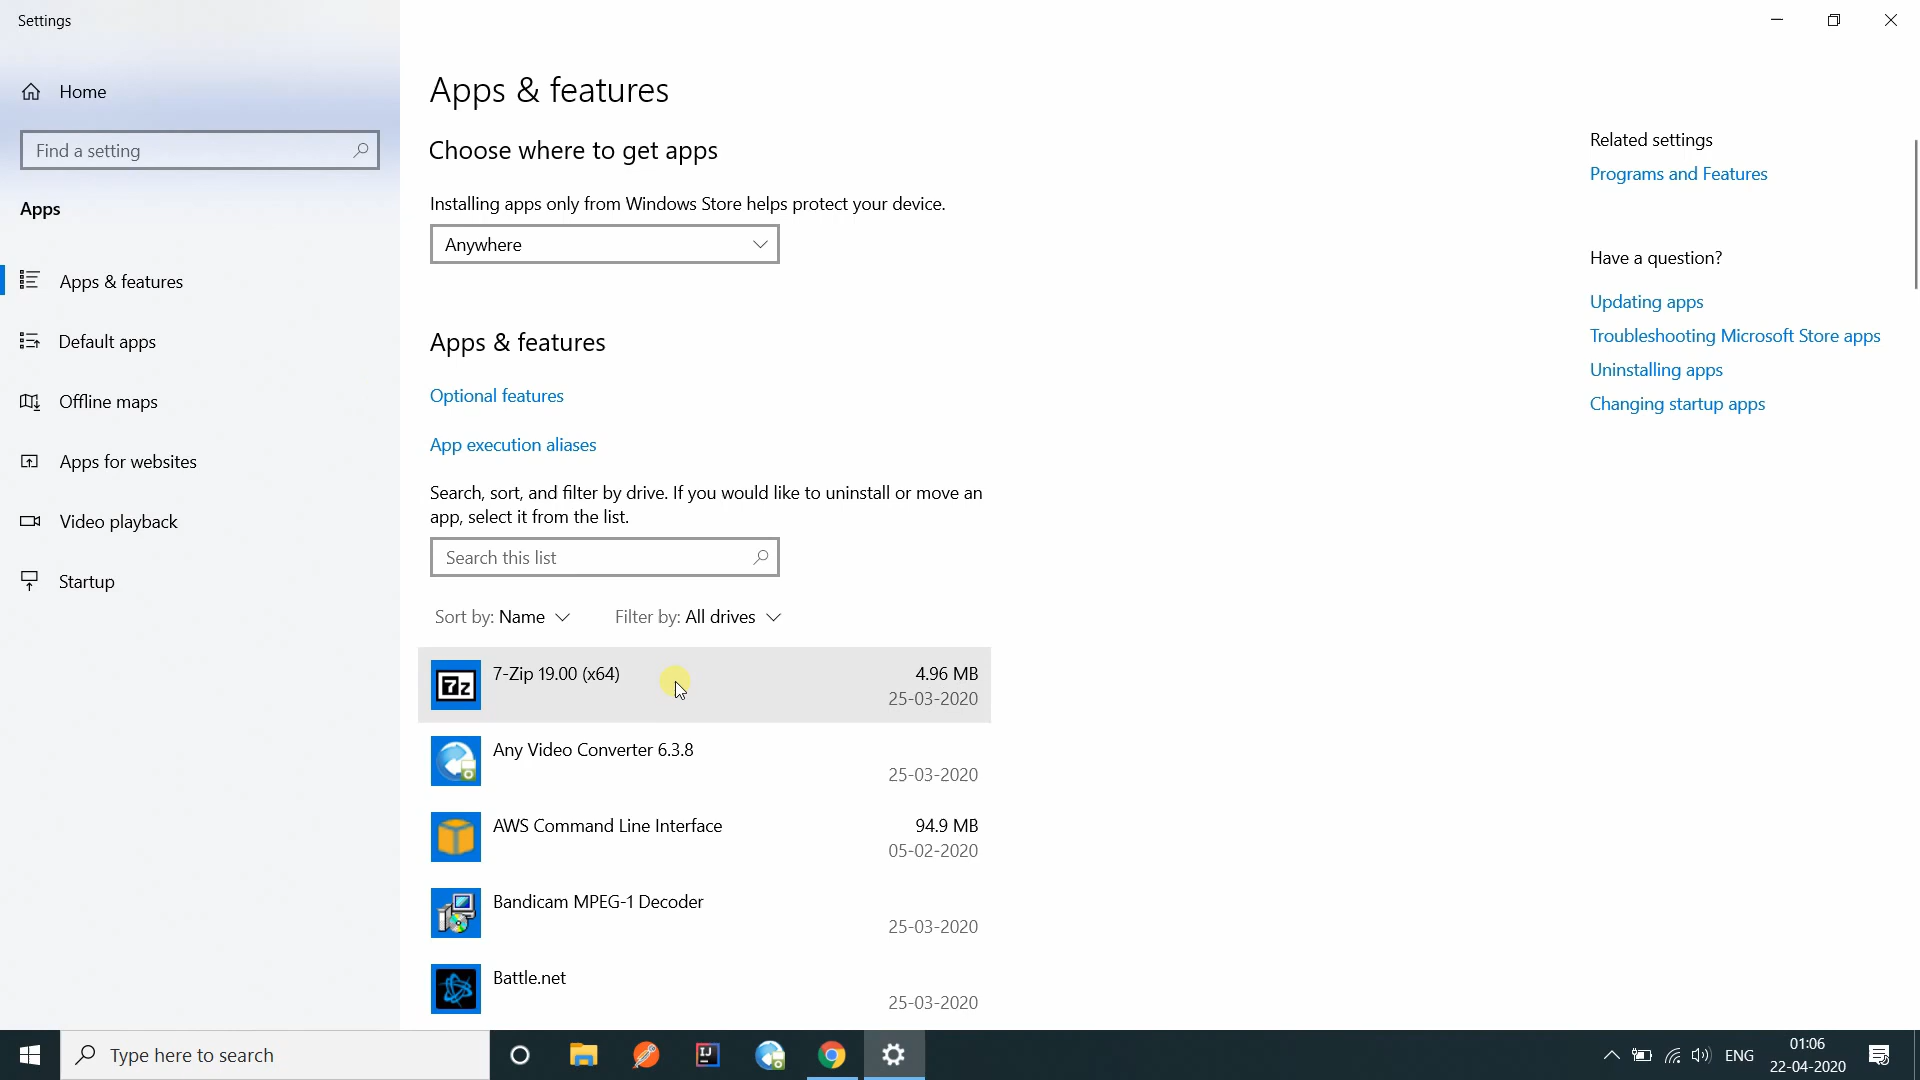 Settings
Home
Find a setting
Apps
Apps & features
Default apps
Offline maps
Apps for websites
Video playback
Startup
Apps & features
Choose where to get apps
Installing apps only from Windows Store helps protect your device.
Anywhere
Apps & features
Optional features
App execution aliases
Search, sort, and filter by drive. If you would like to uninstall or move an
app, select it from the list.
Search this list
Sort by: Name Filter by: All drives
7z
7-Zip 19.00 (x64) 4.96 MB
25-03-2020
Any Video Converter 6.3.8
25-03-2020
AWS Command Line Interface 94.9 MB
05-02-2020
Bandicam MPEG-1 Decoder
25-03-2020
Battle.net
25-03-2020
Related settings
Programs and Features
Have a question?
Updating apps
Troubleshooting Microsoft Store apps
Uninstalling apps
Changing startup apps
Type here to search
IJ
ENG
01:06
22-04-2020